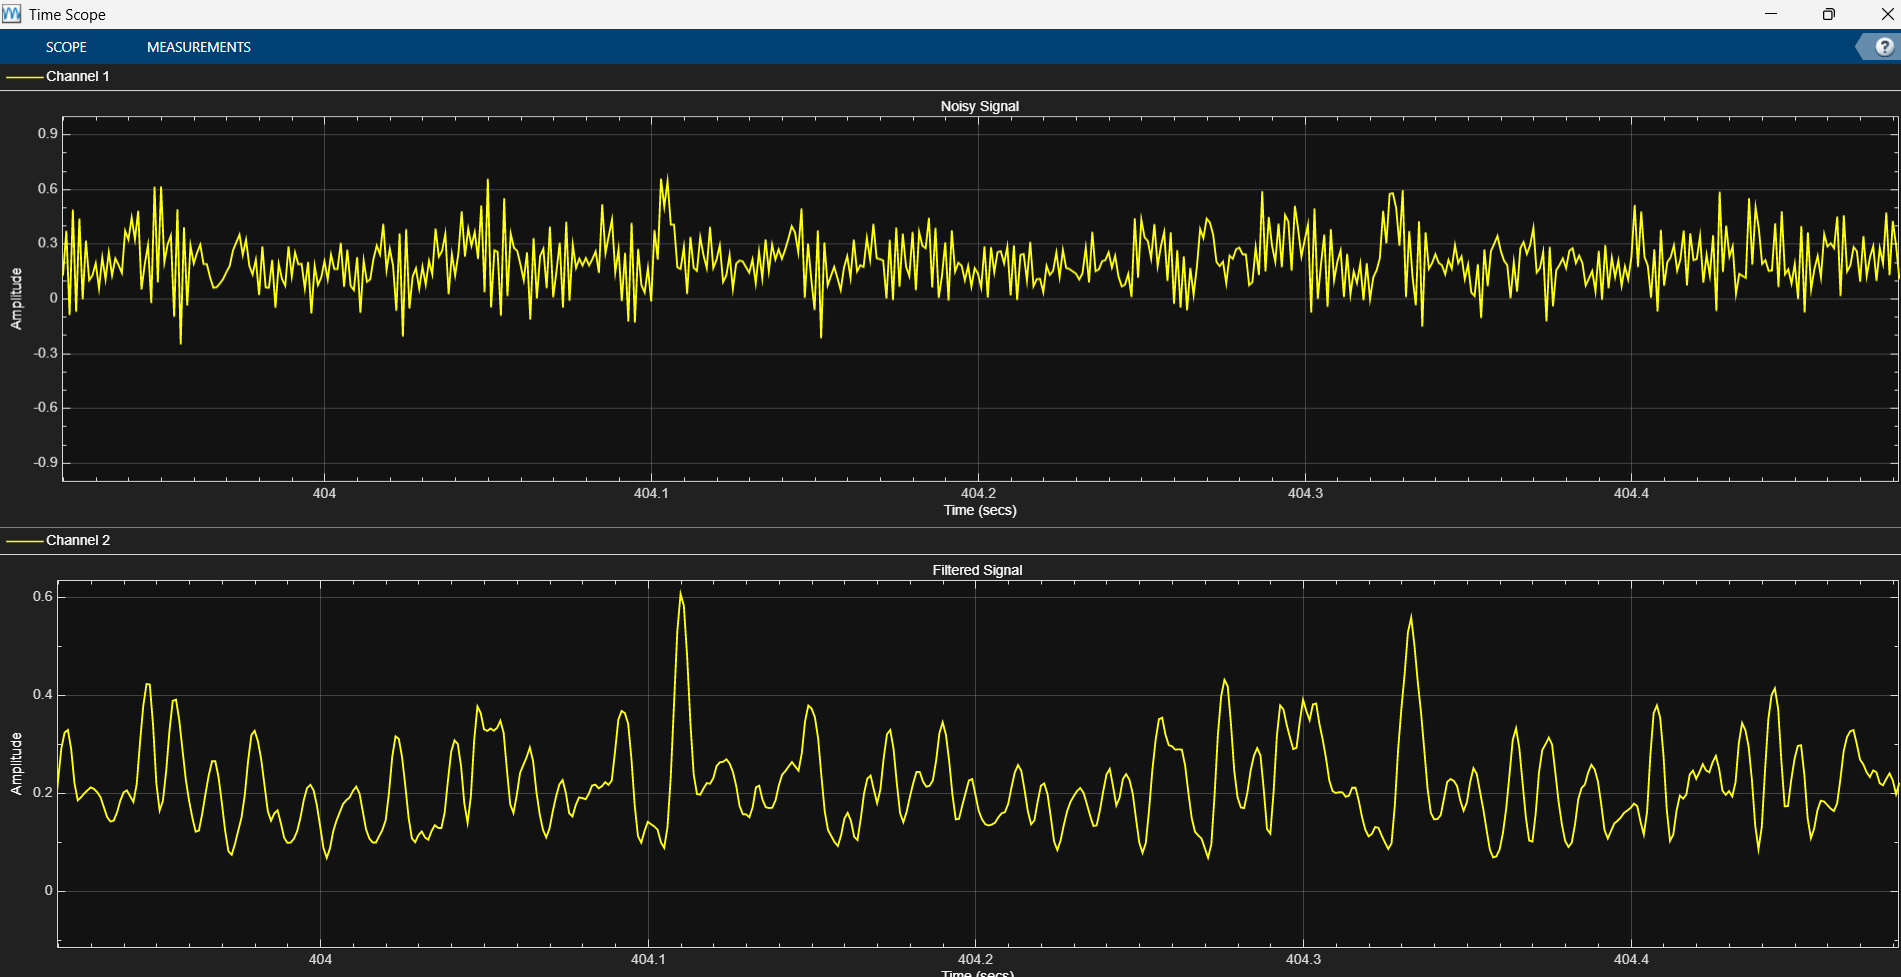 Time Scope
SCOPE MEASUREMENTS
?
Channel 1
Noisy Signal
0.9
0.6
0.3
0
-0.3
-0.6
-0.9
Amplitude
404 404.1 404.2 404.3 404.4
Time (secs)
Channel 2
Filtered Signal
0.6
0.4
0.2
0
Amplitude
404 404.1 404.2 404.3 404.4
Time (secs)